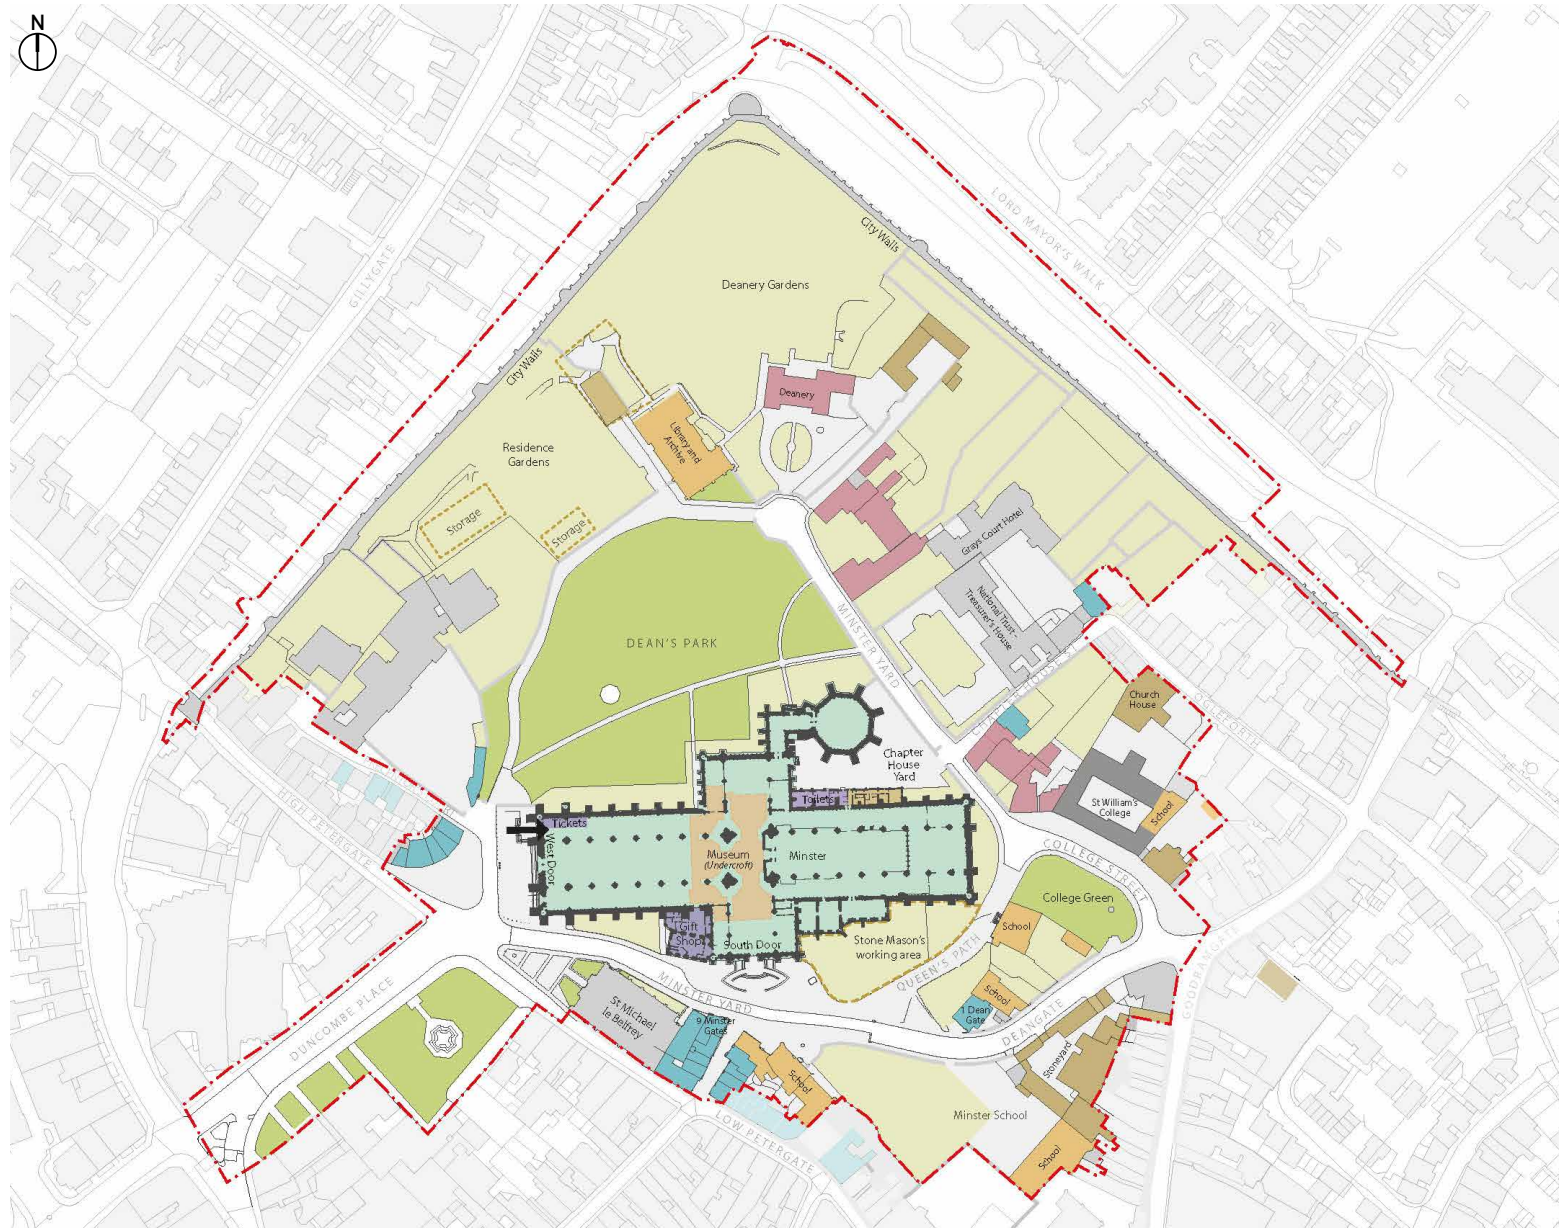 N
LORD MAYOR'S WALK
GILLYGATE
City Walls
Deanery Gardens
City Walls
Deanery
Library and
Archive
Residence
Gardens
Storage
Storage
Grays Court Hotel
National Trust -
Treasurer's House
MINSTER YARD
DEAN'S PARK
CHAPTER HOUSE ST
OGLEFORTH
Church
House
Chapter
House
Yard
St William's
College
School
HIGH PETERGATE
Toilets
Tickets
West Door
Museum
(Undercroft)
Minster
COLLEGE STREET
College Green
School
Gift
Shop
South Door
Stone Mason's
working area
QUEEN'S PATH
GOODRAMGATE
DUNCOMBE PLACE
MINSTER YARD
St Michael
le Belfrey
9 Minster
Gates
School
1 Dean
Gate
DEANGATE
Stoneyard
School
Minster School
LOW PETERGATE
School